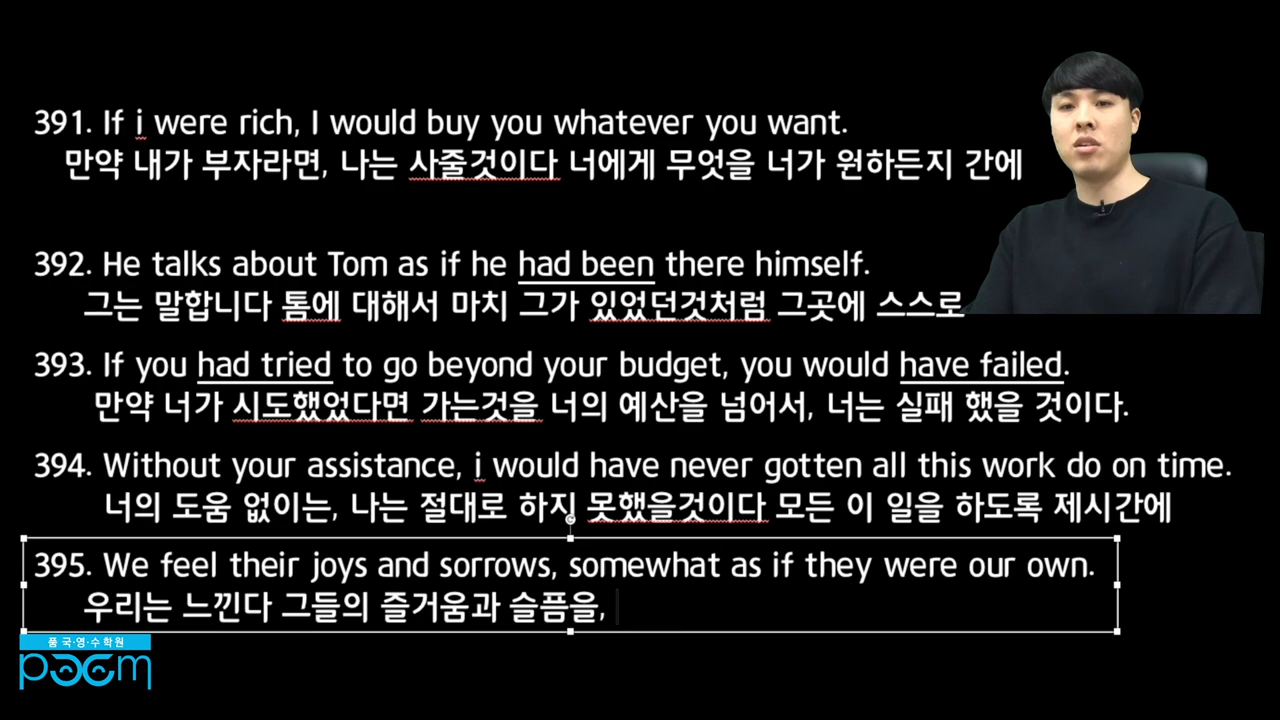 391. If i were rich, I would buy you whatever you want.
만약 내가 부자라면, 나는 사줄것이다 너에게 무엇을 너가 원하든지 간에
392. He talks about Tom as if he had been there himself.
그는 말합니다 톰에 대해서 마치 그가 있었던것처럼 그곳에 스스로
393. If you had tried to go beyond your budget, you would have failed.
만약 너가 시도했었다면 가는것을 너의 예산을 넘어서, 너는 실패 했을 것이다.
394. Without your assistance, i would have never gotten all this work do on time.
너의 도움 없이는, 나는 절대로 하지 못했을것이다 모든 이 일을 하도록 제시간에
395. We feel their joys and sorrows, somewhat as if they were our own.
우리는 느낀다 그들의 즐거움과 슬픔을,
품 국·영·수 학원
poom